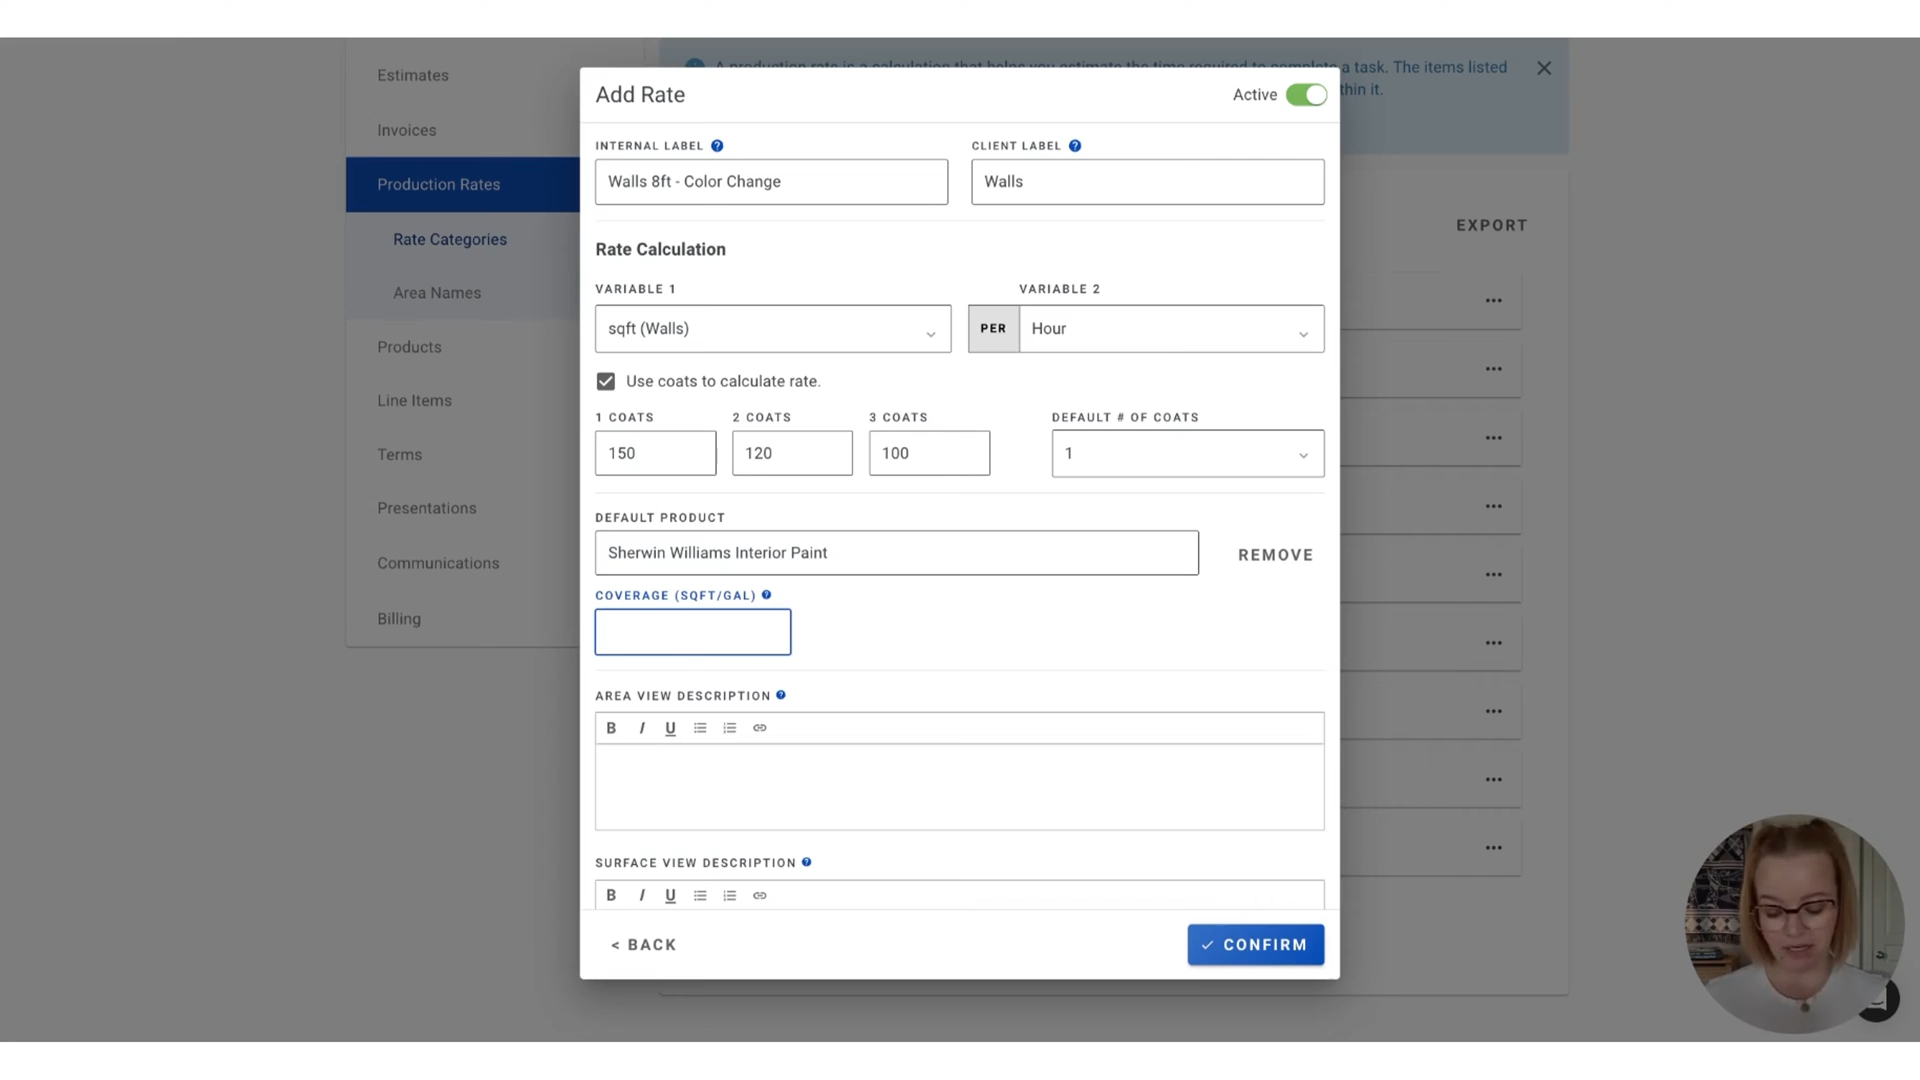 Estimates
Invoices
Production Rates
Rate Categories
Area Names
Products
Line Items
Terms
Presentations
Communications
Billing
A production rate is a calculation that helps you estimate the time required to complete a task. The items listed
thin it.
EXPORT
Add Rate
Active
INTERNAL LABEL ?
CLIENT LABEL ?
Walls 8ft - Color Change
Walls
Rate Calculation
VARIABLE 1
VARIABLE 2
sqft (Walls)
PER
Hour
Use coats to calculate rate.
1 COATS
2 COATS
3 COATS
DEFAULT # OF COATS
150
120
100
1
DEFAULT PRODUCT
Sherwin Williams Interior Paint
REMOVE
COVERAGE (SQFT/GAL) ?
AREA VIEW DESCRIPTION ?
B I U
SURFACE VIEW DESCRIPTION ?
B I U
< BACK
CONFIRM